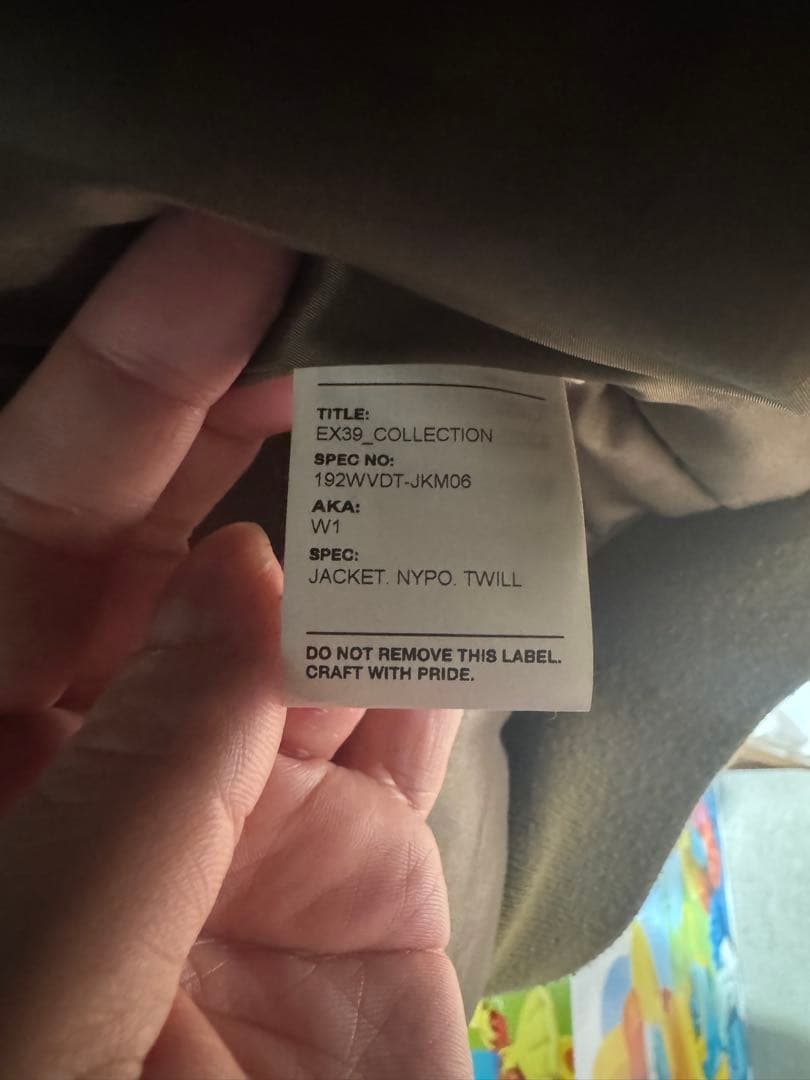 TITLE:
EX39_COLLECTION
SPEC NO:
192WVDT-JKM06
AKA:
W1
SPEC:
JACKET. NYPO. TWILL
DO NOT REMOVE THIS LABEL.
CRAFT WITH PRIDE.